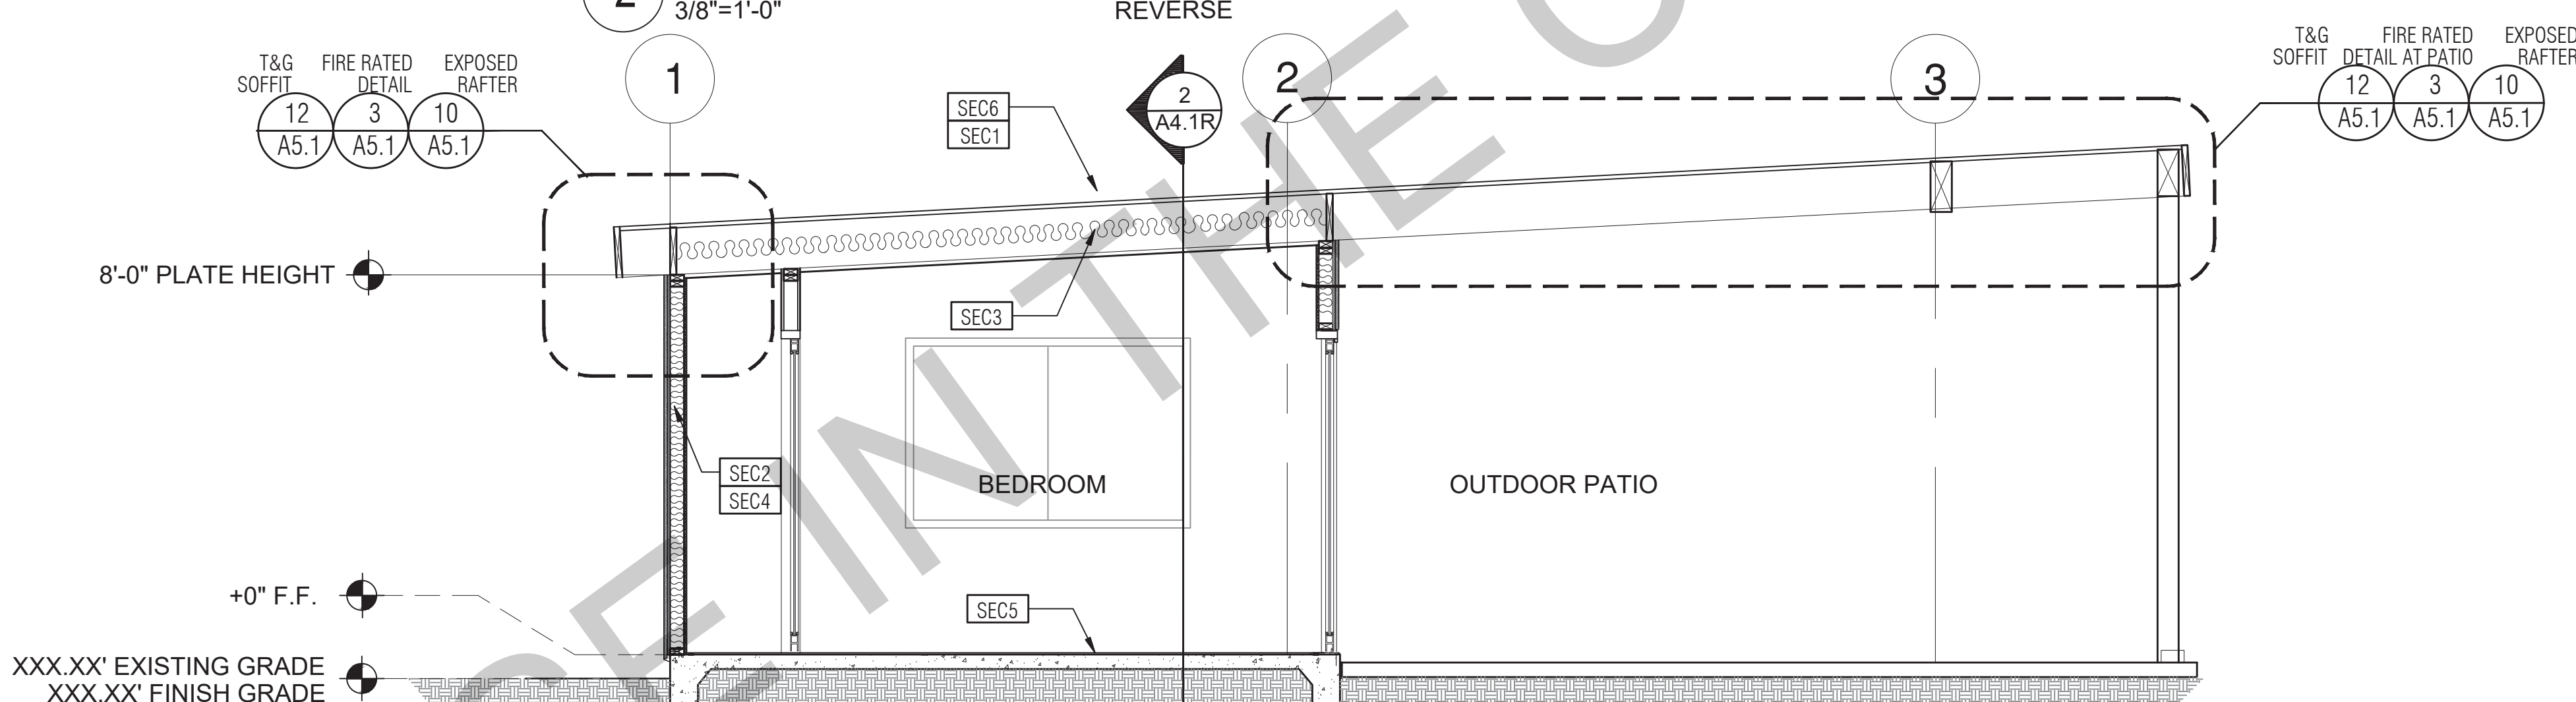 2 3/8"=1'-0"
REVERSE
T&G SOFFIT
FIRE RATED DETAIL
EXPOSED RAFTER
12 A5.1
3 A5.1
10 A5.1
1
SEC6
SEC1
2 A4.1R
2
3
T&G SOFFIT
FIRE RATED DETAIL AT PATIO
EXPOSED RAFTER
12 A5.1
3 A5.1
10 A5.1
8'-0" PLATE HEIGHT
SEC3
SEC2
SEC4
BEDROOM
OUTDOOR PATIO
+0" F.F.
SEC5
XXX.XX' EXISTING GRADE
XXX.XX' FINISH GRADE
IN THE